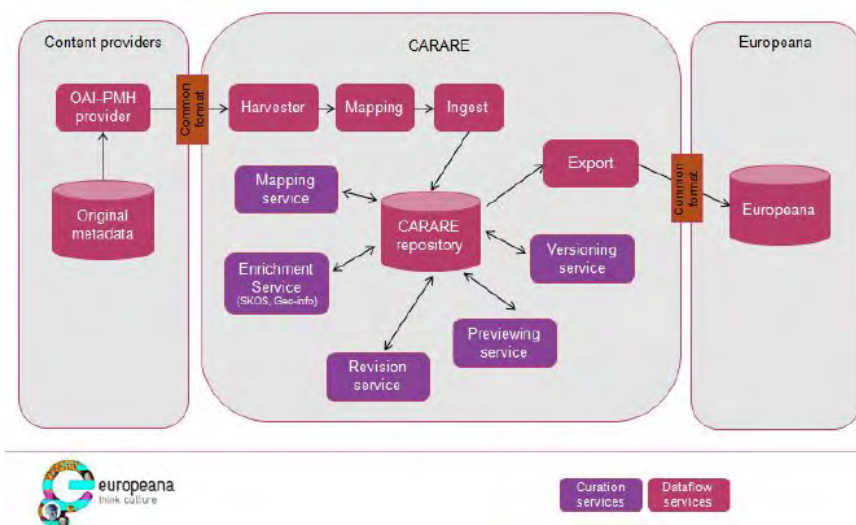 Content providers
CARARE
Europeana
OAI-PMH
provider
Common
format
Harvester
Mapping
Ingest
Original
metadata
Mapping
service
CARARE
repository
Export
Common
format
Europeana
Enrichment
Service
(SKOS, Geo-info)
Versioning
service
Previewing
service
Revision
service
europeana
think culture
Curation
services
Dataflow
services